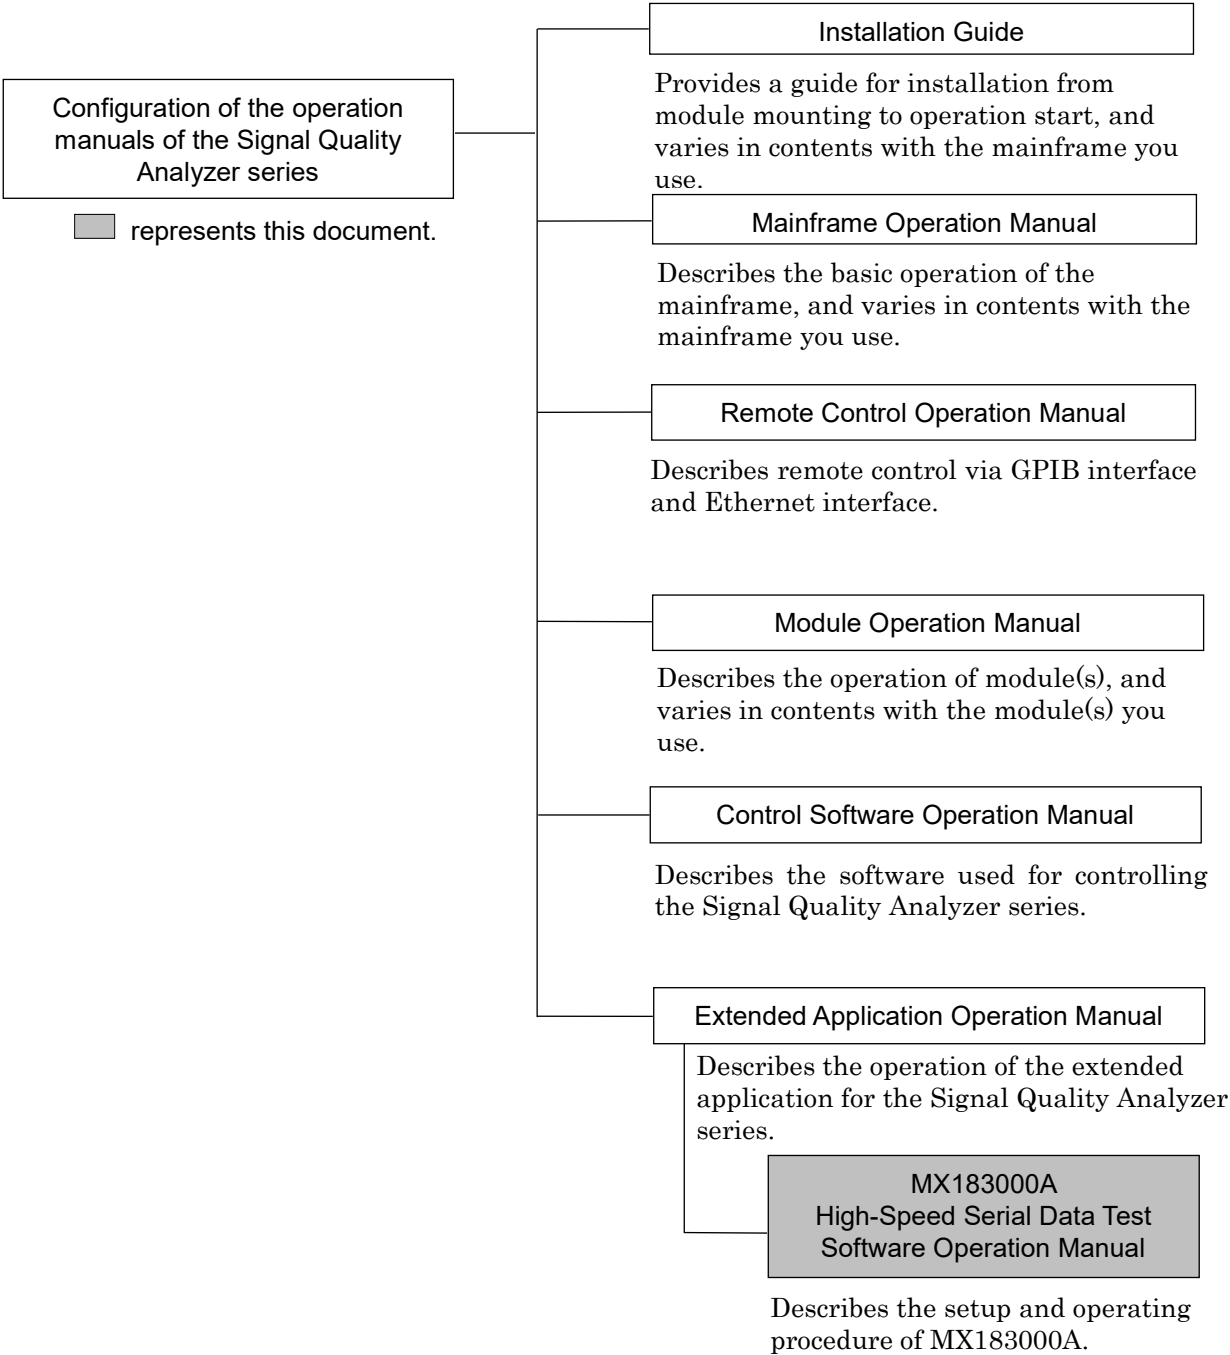 Configuration of the operation
manuals of the Signal Quality
Analyzer series
represents this document.
Installation Guide
Provides a guide for installation from
module mounting to operation start, and
varies in contents with the mainframe you
use.
Mainframe Operation Manual
Describes the basic operation of the
mainframe, and varies in contents with the
mainframe you use.
Remote Control Operation Manual
Describes remote control via GPIB interface
and Ethernet interface.
Module Operation Manual
Describes the operation of module(s), and
varies in contents with the module(s) you
use.
Control Software Operation Manual
Describes the software used for controlling
the Signal Quality Analyzer series.
Extended Application Operation Manual
Describes the operation of the extended
application for the Signal Quality Analyzer
series.
MX183000A
High-Speed Serial Data Test
Software Operation Manual
Describes the setup and operating
procedure of MX183000A.